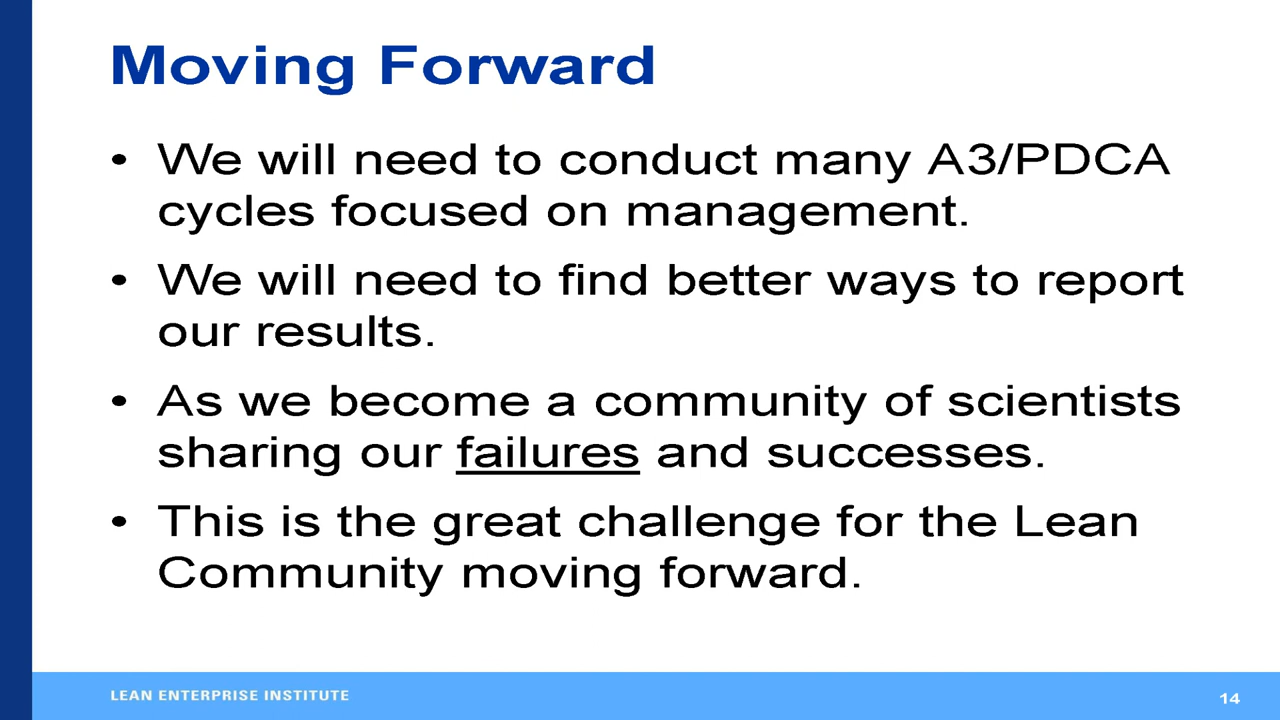 Moving Forward
• We will need to conduct many A3/PDCA
cycles focused on management.
• We will need to find better ways to report
our results.
• As we become a community of scientists
sharing our failures and successes.
• This is the great challenge for the Lean
Community moving forward.
LEAN ENTERPRISE INSTITUTE
14